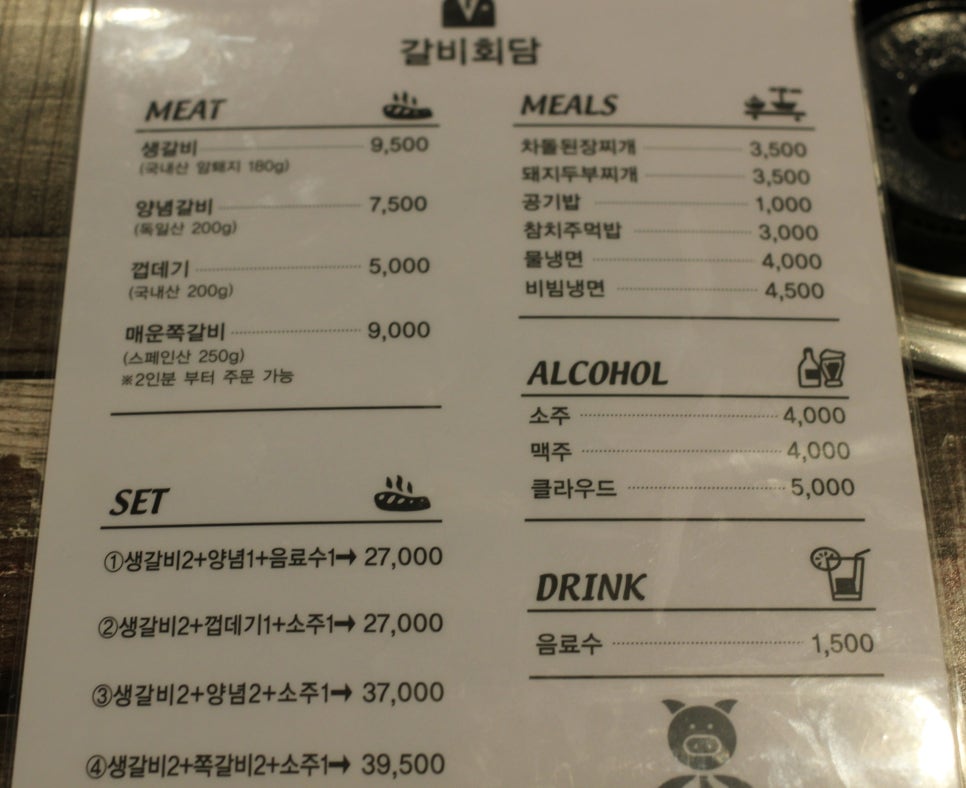 갈비회담
MEAT
생갈비 9,500
(국내산 암퇘지 180g)
양념갈비 7,500
(독일산 200g)
껍데기 5,000
(국내산 200g)
매운쪽갈비 9,000
(스페인산 250g)
※2인분 부터 주문 가능
SET
①생갈비2+양념1+음료수1➞ 27,000
②생갈비2+껍데기1+소주1➞ 27,000
③생갈비2+양념2+소주1➞ 37,000
④생갈비2+쪽갈비2+소주1➞ 39,500
MEALS
차돌된장찌개 3,500
돼지두부찌개 3,500
공기밥 1,000
참치주먹밥 3,000
물냉면 4,000
비빔냉면 4,500
ALCOHOL
소주 4,000
맥주 4,000
클라우드 5,000
DRINK
음료수 1,500